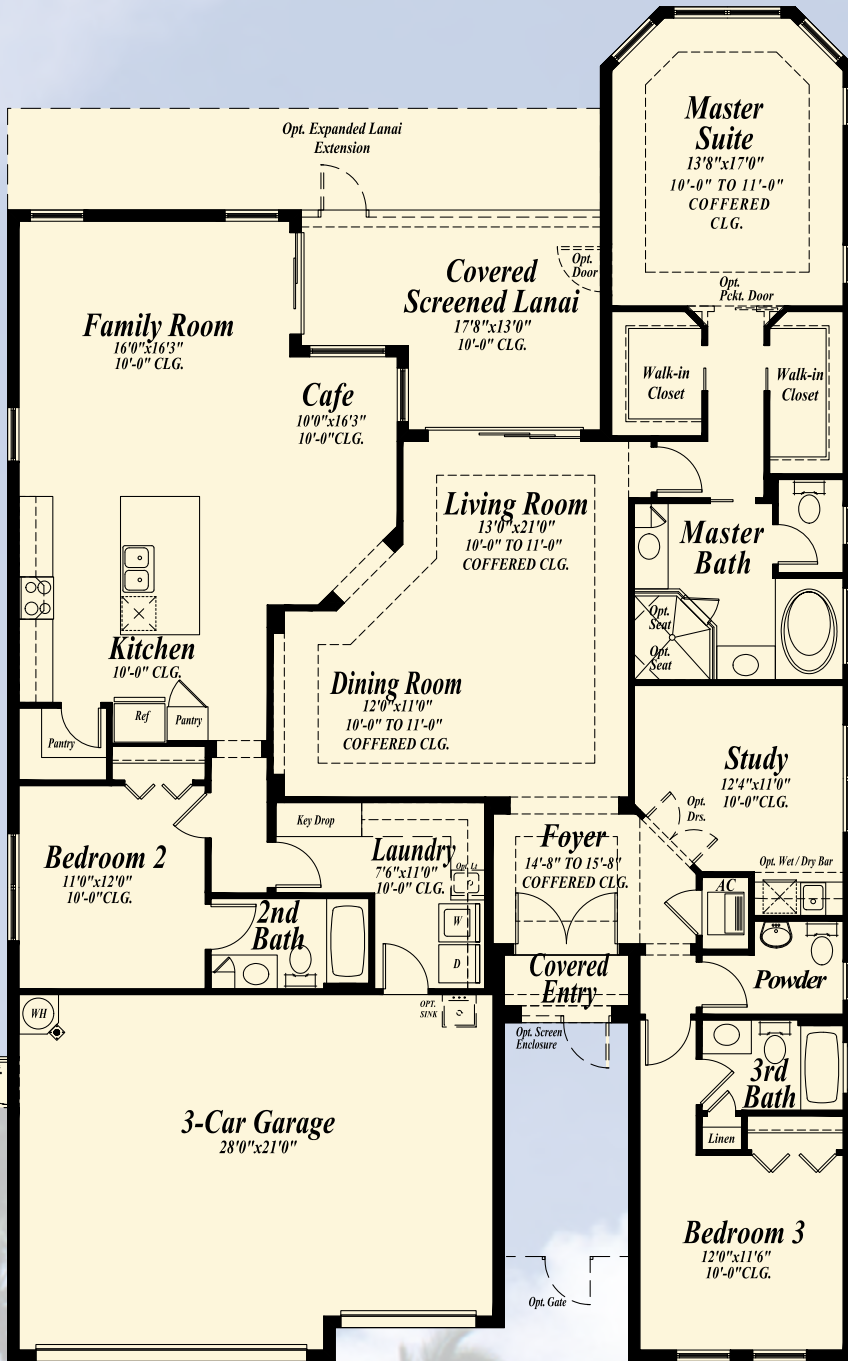 Master
Suite
13'8"x17'0"
10'-0" TO 11'-0"
COFFERED
CLG.
Opt. Expanded Lanai
Extension
Opt.
Door
Covered
Screened Lanai
17'8"x13'0"
10'-0" CLG.
Opt.
Pckt. Door
Family Room
16'0"x16'3"
10'-0" CLG.
Walk-in
Closet
Walk-in
Closet
Cafe
10'0"x16'3"
10'-0"CLG.
Living Room
13'0"x21'0"
10'-0" TO 11'-0"
COFFERED CLG.
Master
Bath
Opt.
Seat
Opt.
Seat
Kitchen
10'-0" CLG.
Dining Room
12'0"x11'0"
10'-0" TO 11'-0"
COFFERED CLG.
Ref
Pantry
Pantry
Study
12'4"x11'0"
10'-0"CLG.
Opt.
Drs.
Key Drop
Laundry
7'6"x11'0"
10'-0" CLG.
Foyer
14'-8" TO 15'-8"
COFFERED CLG.
Opt. Wet / Dry Bar
Bedroom 2
11'0"x12'0"
10'-0"CLG.
AC
2nd
Bath
W
D
Covered
Entry
Powder
WH
OPT.
SINK
Opt. Screen
Enclosure
3rd
Bath
3-Car Garage
28'0"x21'0"
Linen
Bedroom 3
12'0"x11'6"
10'-0"CLG.
Opt. Gate